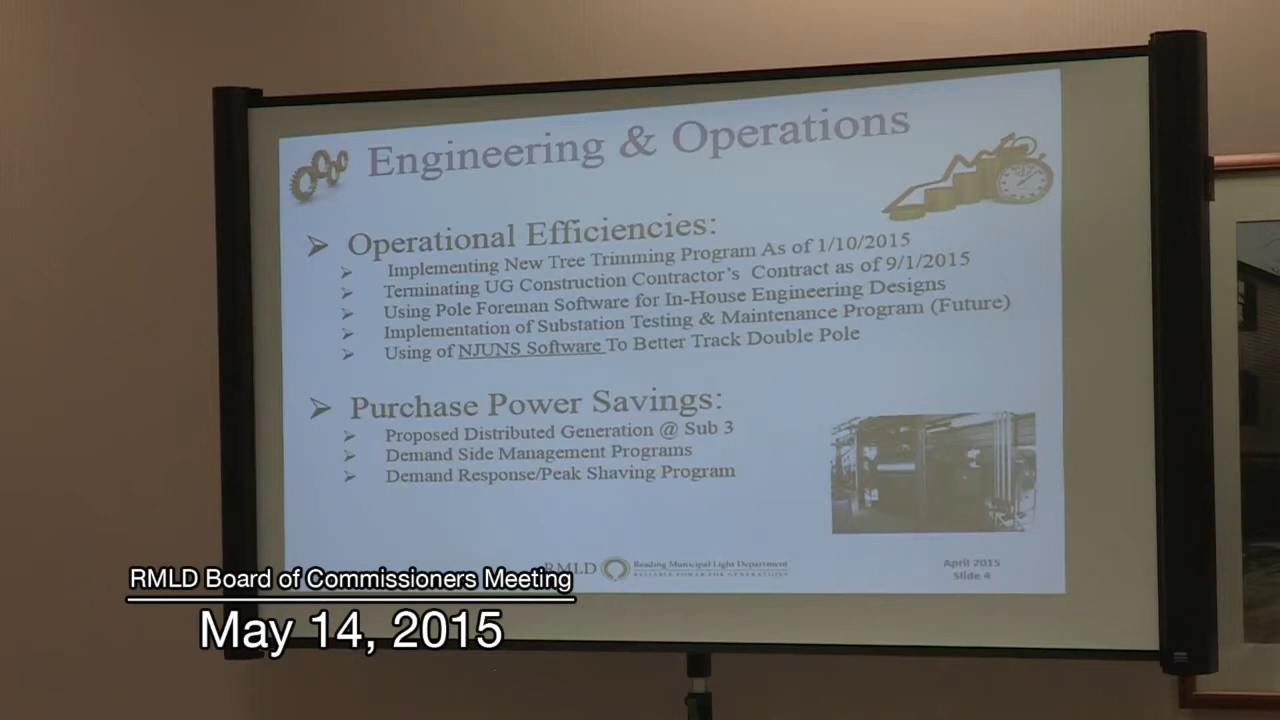 Engineering & Operations
Operational Efficiencies:
Implementing New Tree Trimming Program As of 1/10/2015
Terminating UG Construction Contractor's Contract as of 9/1/2015
Using Pole Foreman Software for In-House Engineering Designs
Implementation of Substation Testing & Maintenance Program (Future)
Using of NJUNS Software To Better Track Double Pole
Purchase Power Savings:
Proposed Distributed Generation @ Sub 3
Demand Side Management Programs
Demand Response/Peak Shaving Program
RMLD Reading Municipal Light Department
RELIABLE POWER FOR GENERATIONS
April 2015
Slide 4
RMLD Board of Commissioners Meeting
May 14, 2015